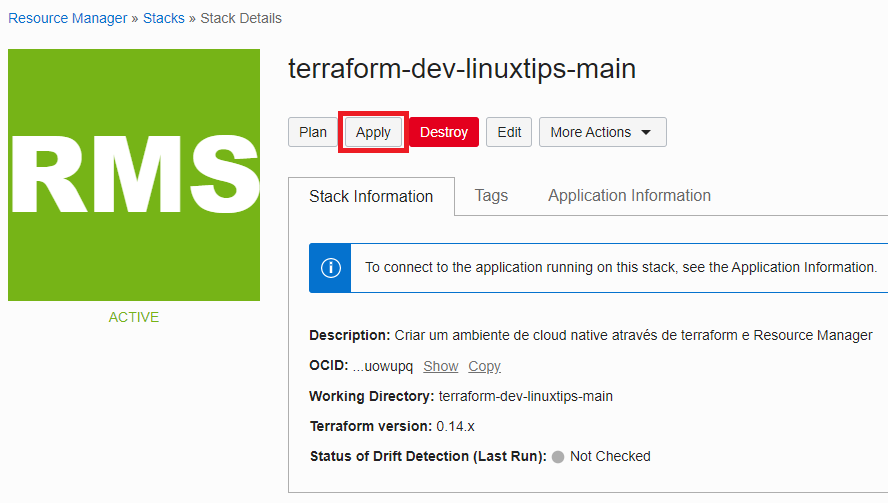 Resource Manager » Stacks » Stack Details
RMS
ACTIVE
terraform-dev-linuxtips-main
Plan Apply Destroy Edit More Actions
Stack Information Tags Application Information
To connect to the application running on this stack, see the Application Information.
Description: Criar um ambiente de cloud native através de terraform e Resource Manager
OCID: ...uowupq Show Copy
Working Directory: terraform-dev-linuxtips-main
Terraform version: 0.14.x
Status of Drift Detection (Last Run): Not Checked